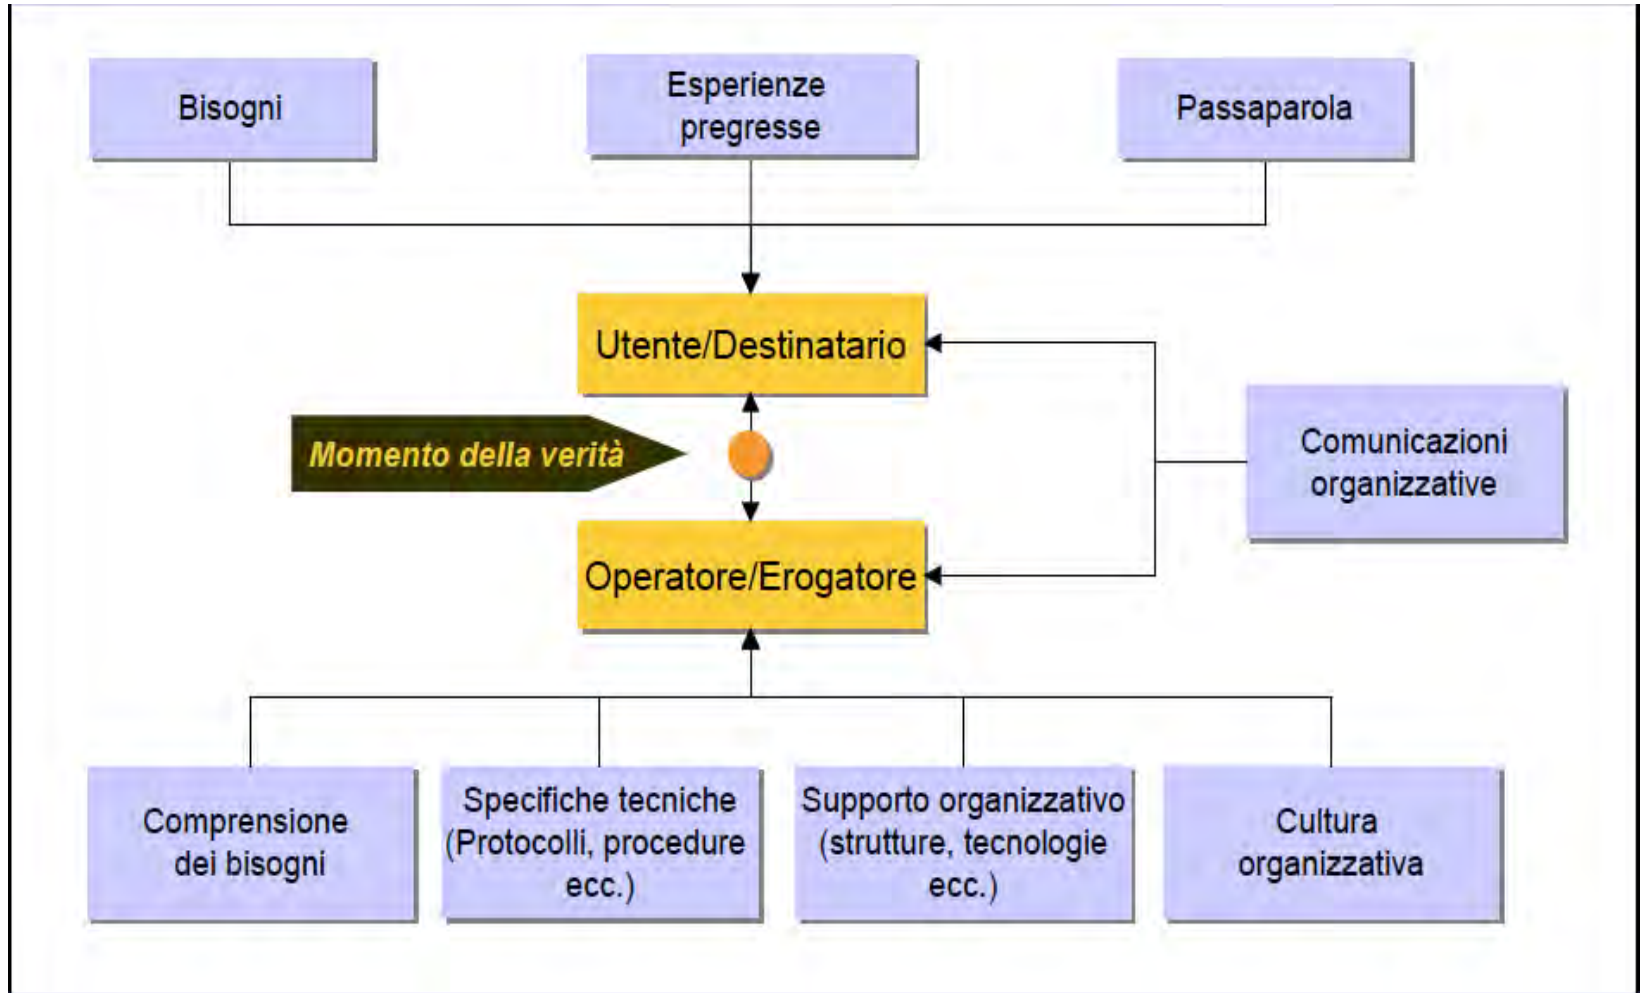 Bisogni
Esperienze
pregresse
Passaparola
Utente/Destinatario
Momento della verità
Comunicazioni
organizzative
Operatore/Erogatore
Comprensione
dei bisogni
Specifiche tecniche
(Protocolli, procedure
ecc.)
Supporto organizzativo
(strutture, tecnologie
ecc.)
Cultura
organizzativa